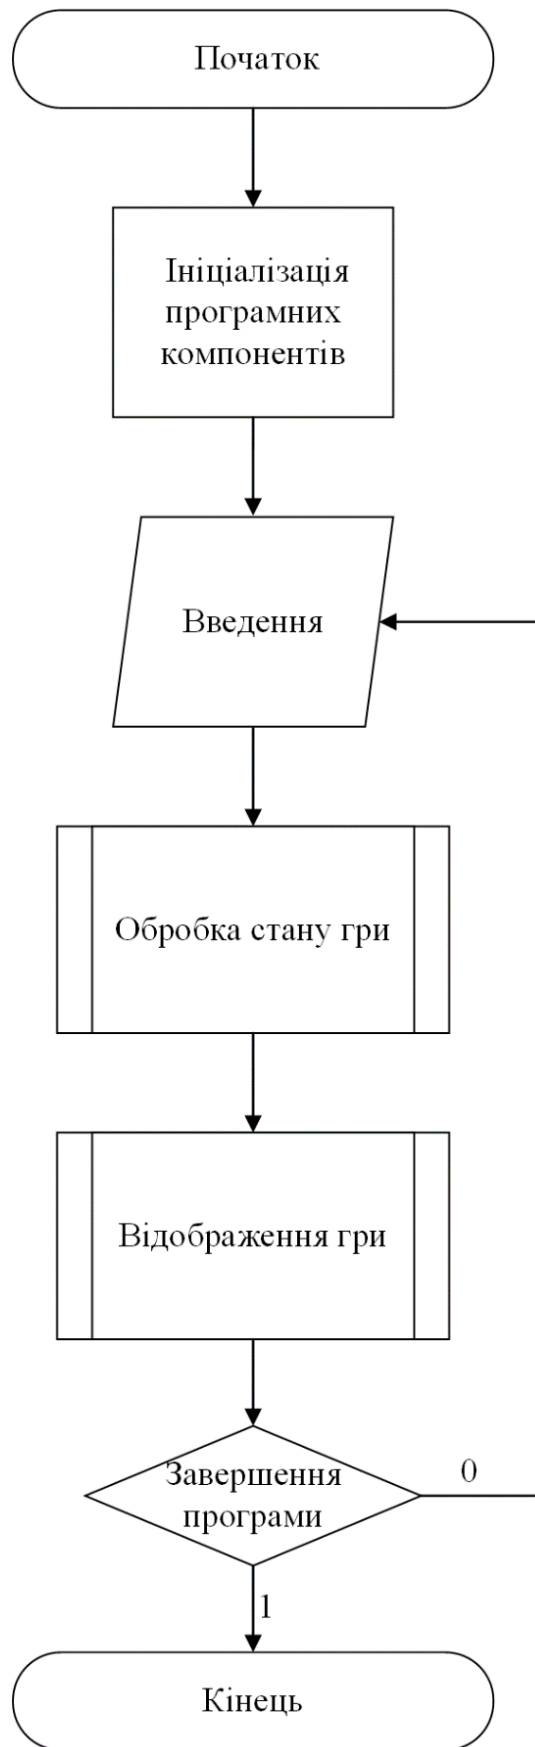 Початок
Ініціалізація
програмних
компонентів
Введення
Обробка стану гри
Відображення гри
Завершення
програми
0
1
Кінець